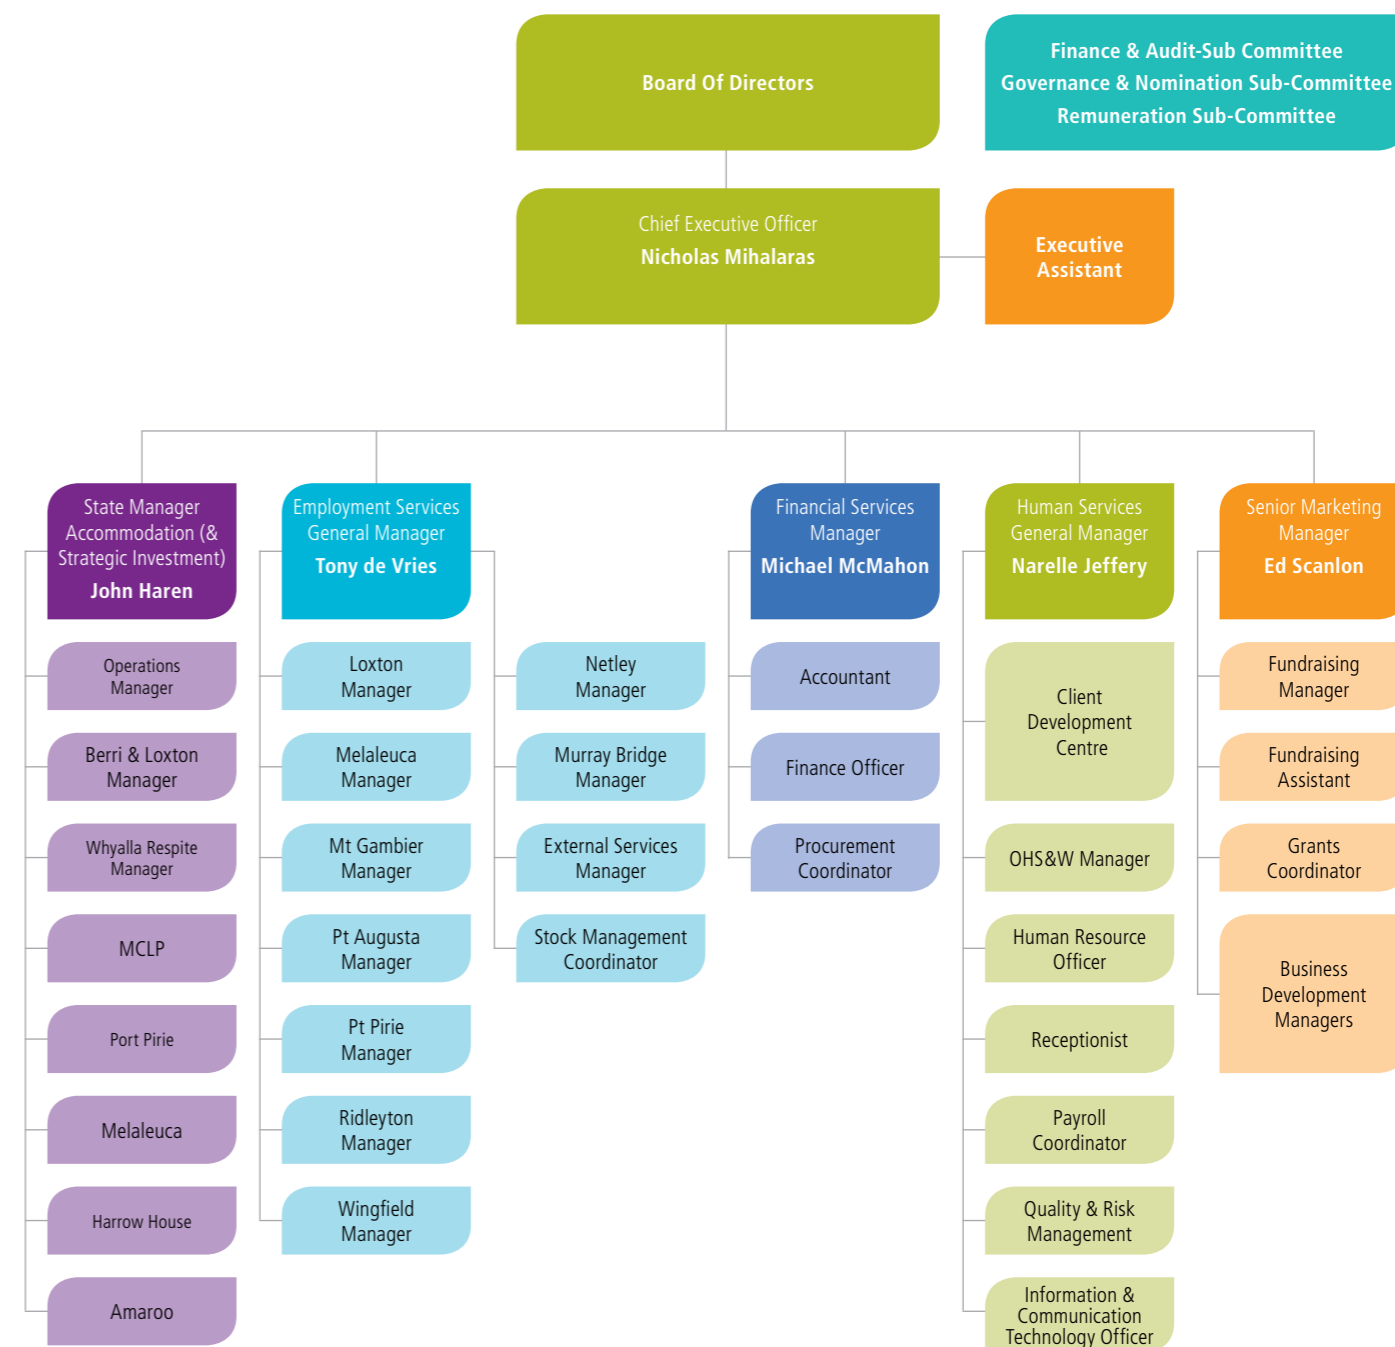 Board Of Directors
Finance & Audit-Sub Committee
Governance & Nomination Sub-Committee
Remuneration Sub-Committee
Chief Executive Officer
Nicholas Mihalaras
Executive
Assistant
State Manager
Accommodation (&
Strategic Investment)
John Haren
Operations
Manager
Berri & Loxton
Manager
Whyalla Respite
Manager
MCLP
Port Pirie
Melaleuca
Harrow House
Amaroo
Employment Services
General Manager
Tony de Vries
Loxton
Manager
Melaleuca
Manager
Mt Gambier
Manager
Pt Augusta
Manager
Pt Pirie
Manager
Ridleyton
Manager
Wingfield
Manager
Netley
Manager
Murray Bridge
Manager
External Services
Manager
Stock Management
Coordinator
Financial Services
Manager
Michael McMahon
Accountant
Finance Officer
Procurement
Coordinator
Human Services
General Manager
Narelle Jeffery
Client
Development
Centre
OHS&W Manager
Human Resource
Officer
Receptionist
Payroll
Coordinator
Quality & Risk
Management
Information &
Communication
Technology Officer
Senior Marketing
Manager
Ed Scanlon
Fundraising
Manager
Fundraising
Assistant
Grants
Coordinator
Business
Development
Managers